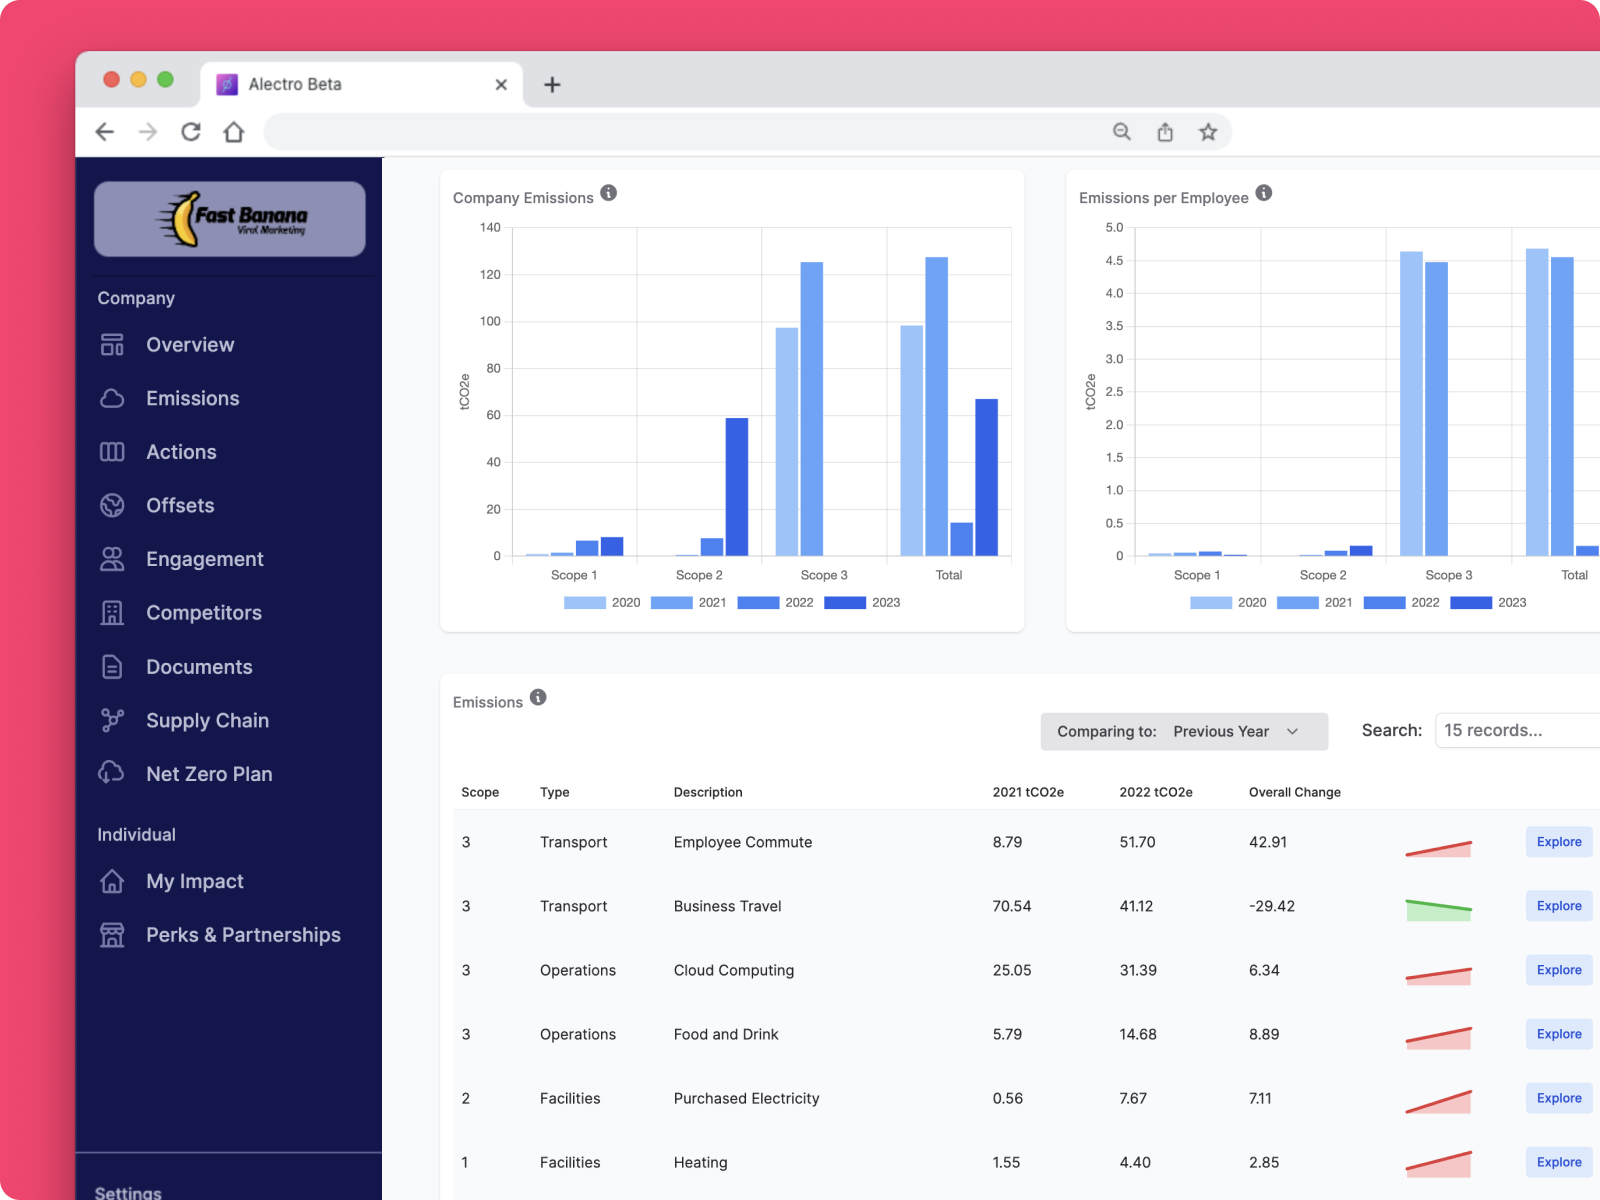 Alectro Beta
Fast Banana
Viral Marketing
Company
Overview
Emissions
Actions
Offsets
Engagement
Competitors
Documents
Supply Chain
Net Zero Plan
Individual
My Impact
Perks & Partnerships
Settings
Company Emissions
140
120
100
80
60
40
20
0
tCO2e
Scope 1 Scope 2 Scope 3 Total
2020 2021 2022 2023
Emissions per Employee
5.0
4.5
4.0
3.5
3.0
2.5
2.0
1.5
1.0
0.5
0
tCO2e
Scope 1 Scope 2 Scope 3 Total
2020 2021 2022 2023
Emissions
Comparing to: Previous Year Search: 15 records...
Scope Type Description 2021 tCO2e 2022 tCO2e Overall Change
3 Transport Employee Commute 8.79 51.70 42.91 Explore
3 Transport Business Travel 70.54 41.12 -29.42 Explore
3 Operations Cloud Computing 25.05 31.39 6.34 Explore
3 Operations Food and Drink 5.79 14.68 8.89 Explore
2 Facilities Purchased Electricity 0.56 7.67 7.11 Explore
1 Facilities Heating 1.55 4.40 2.85 Explore